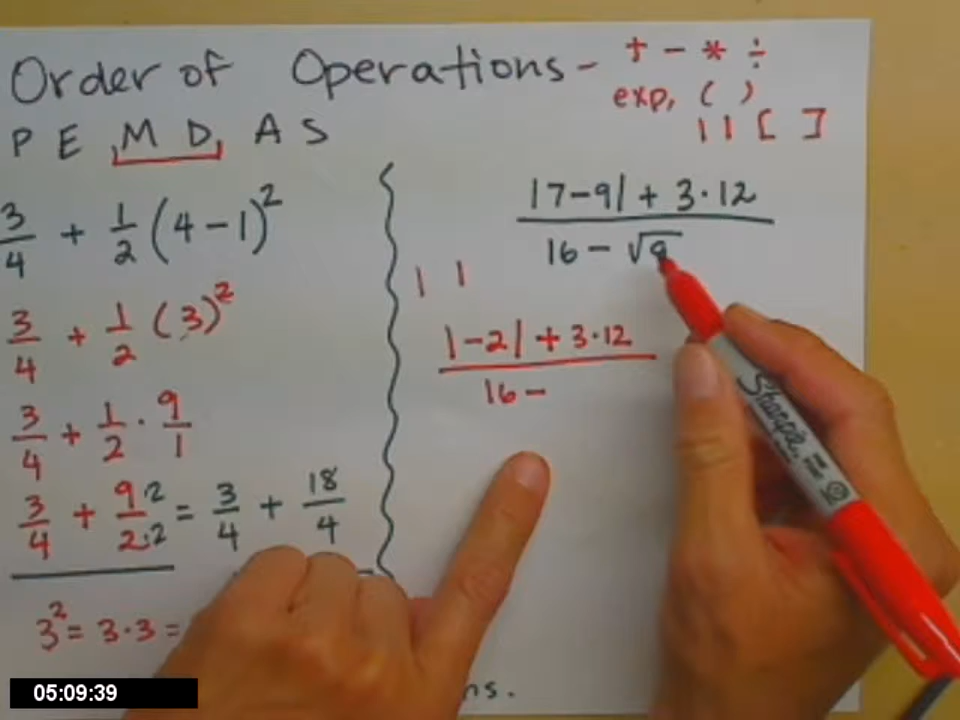 Order of Operations - + - * ÷
exp, ( )
| | [ ]
P E M D A S
3/4 + 1/2 (4 - 1)²
3/4 + 1/2 (3)²
3/4 + 1/2 · 9/1
3/4 + 9·2/2·2 = 3/4 + 18/4
3² = 3·3 =
|7-9| + 3·12
16 - √9
| |
|-2| + 3·12
16 -
ns.
Sharpie
05:09:39